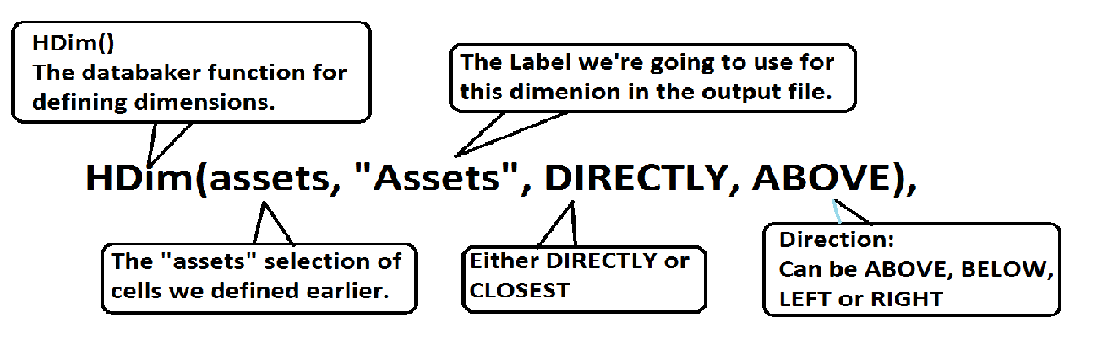 HDim()
The databaker function for
defining dimensions.
The Label we're going to use for
this dimenion in the output file.
HDim(assets, "Assets", DIRECTLY, ABOVE),
The "assets" selection of
cells we defined earlier.
Either DIRECTLY or
CLOSEST
Direction:
Can be ABOVE, BELOW,
LEFT or RIGHT